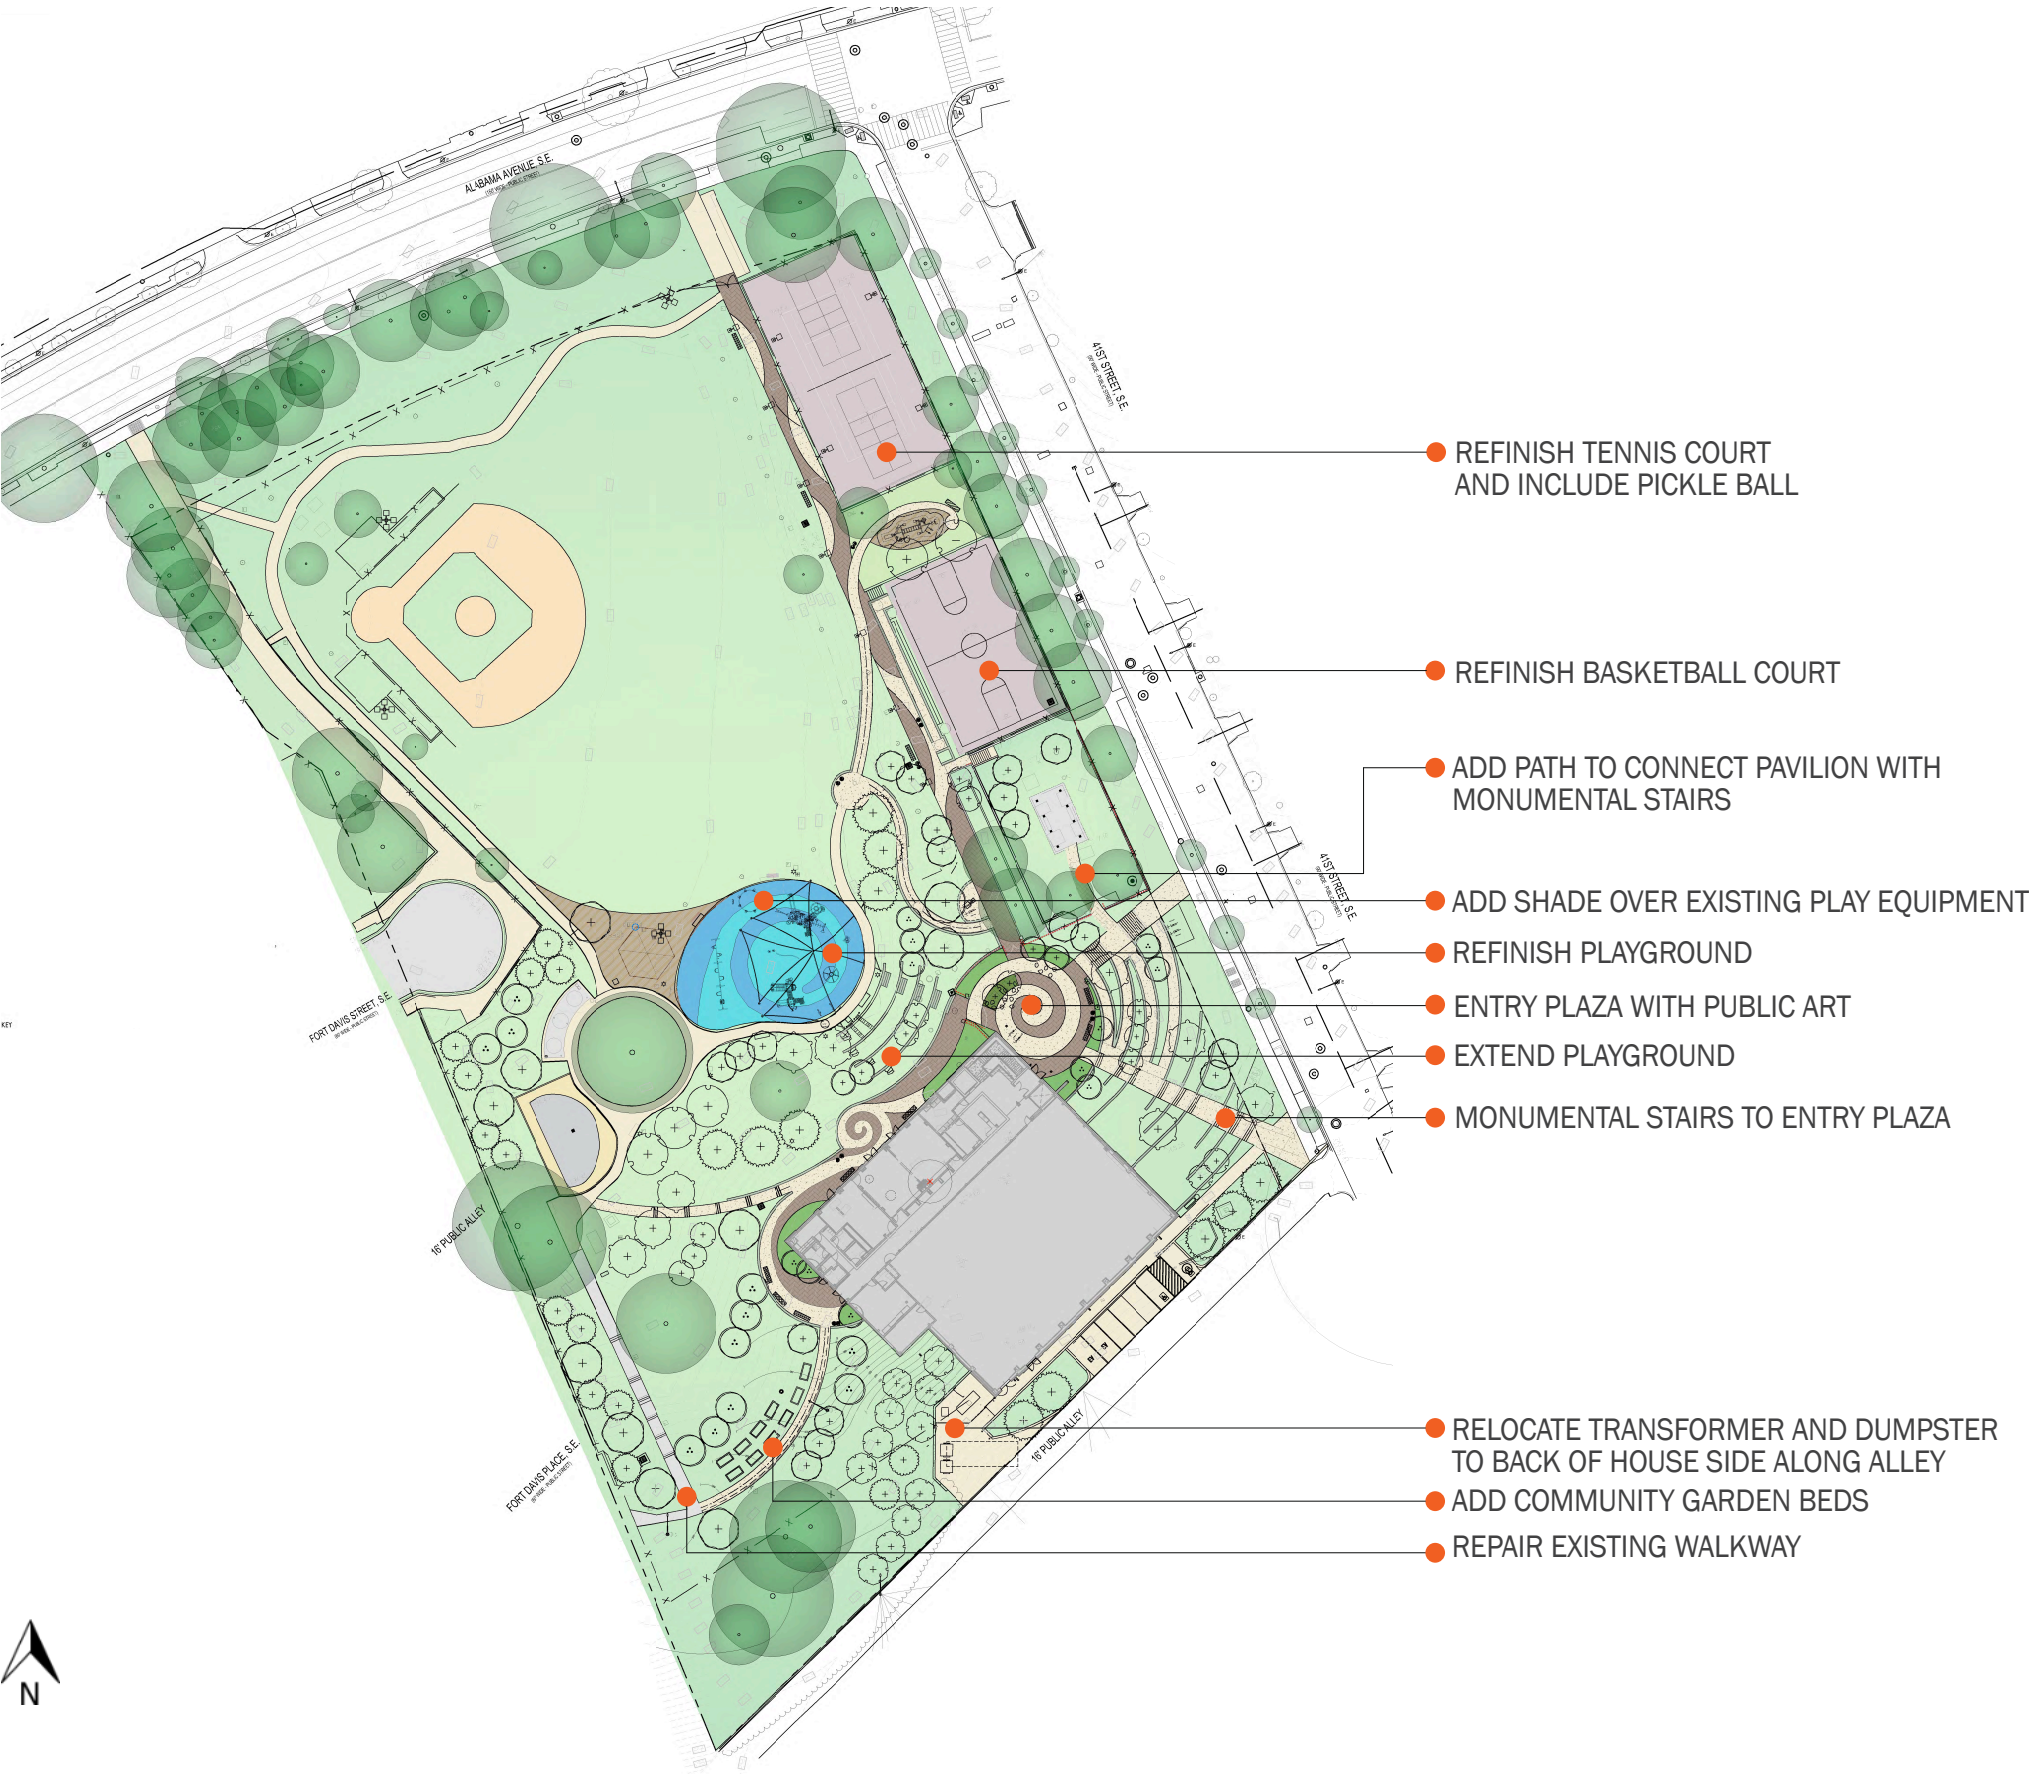 ALABAMA AVENUE, S.E.
41ST STREET, S.E.
REFINISH TENNIS COURT
AND INCLUDE PICKLE BALL
REFINISH BASKETBALL COURT
ADD PATH TO CONNECT PAVILION WITH
MONUMENTAL STAIRS
41ST STREET, S.E.
ADD SHADE OVER EXISTING PLAY EQUIPMENT
REFINISH PLAYGROUND
ENTRY PLAZA WITH PUBLIC ART
KEY
FORT DAVIS STREET, S.E.
EXTEND PLAYGROUND
MONUMENTAL STAIRS TO ENTRY PLAZA
16' PUBLIC ALLEY
RELOCATE TRANSFORMER AND DUMPSTER
TO BACK OF HOUSE SIDE ALONG ALLEY
16' PUBLIC ALLEY
FORT DAVIS PLACE, S.E.
ADD COMMUNITY GARDEN BEDS
REPAIR EXISTING WALKWAY
N